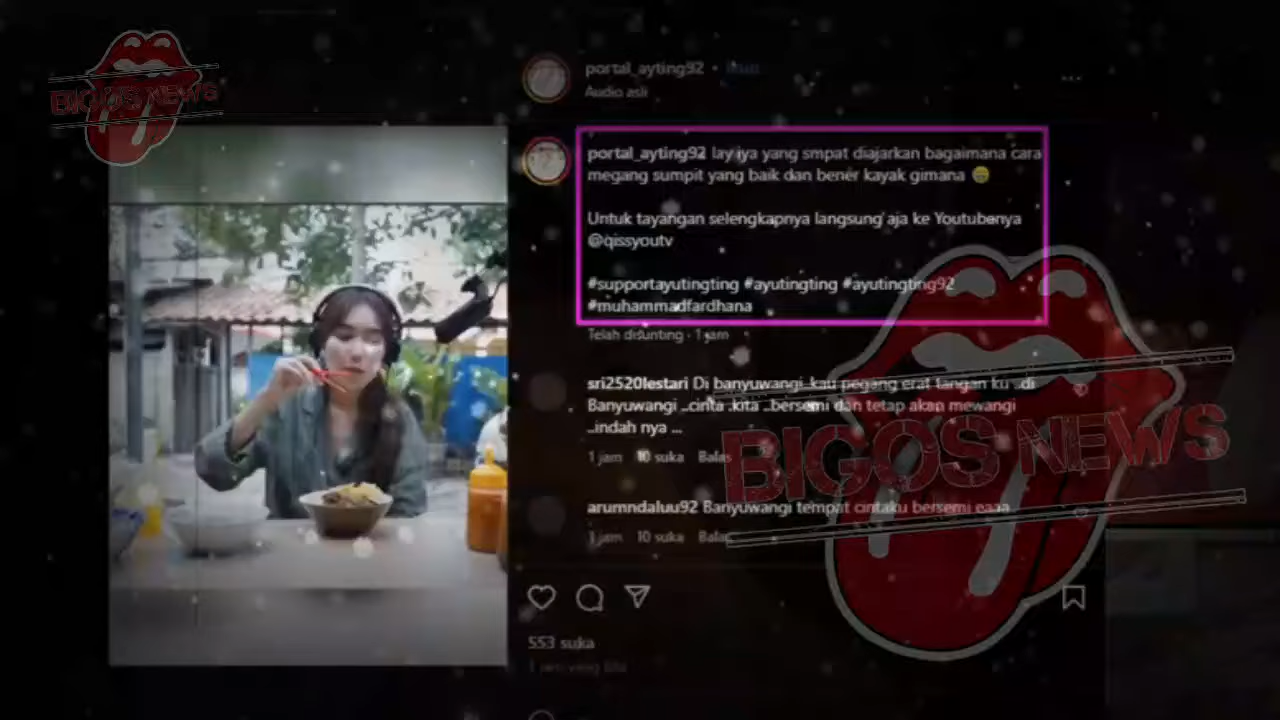 BIGOS NEWS
portal_ayting92 •
Audio asli
portal_ayting92 lay iya yang smpat diajarkan bagaimana cara
megang sumpit yang baik dan bener kayak gimana 😁
Untuk tayangan selengkapnya langsung aja ke Youtubenya
@qissyoutv
#supportayutingting #ayutingting #ayutingting92
#muhammadfardhana
Telah disunting · 1 jam
sri2520lestari Di banyuwangi kau pegang erat tangan ku ..di
Banyuwangi ..cinta .kita ..bersemi dan tetap akan mewangi
..indah nya ...
1 jam 10 suka Balas
arumndaluu92 Banyuwangi tempat cintaku bersemi eaaa
1 jam 10 suka Balas
BIGOS NEWS
553 suka